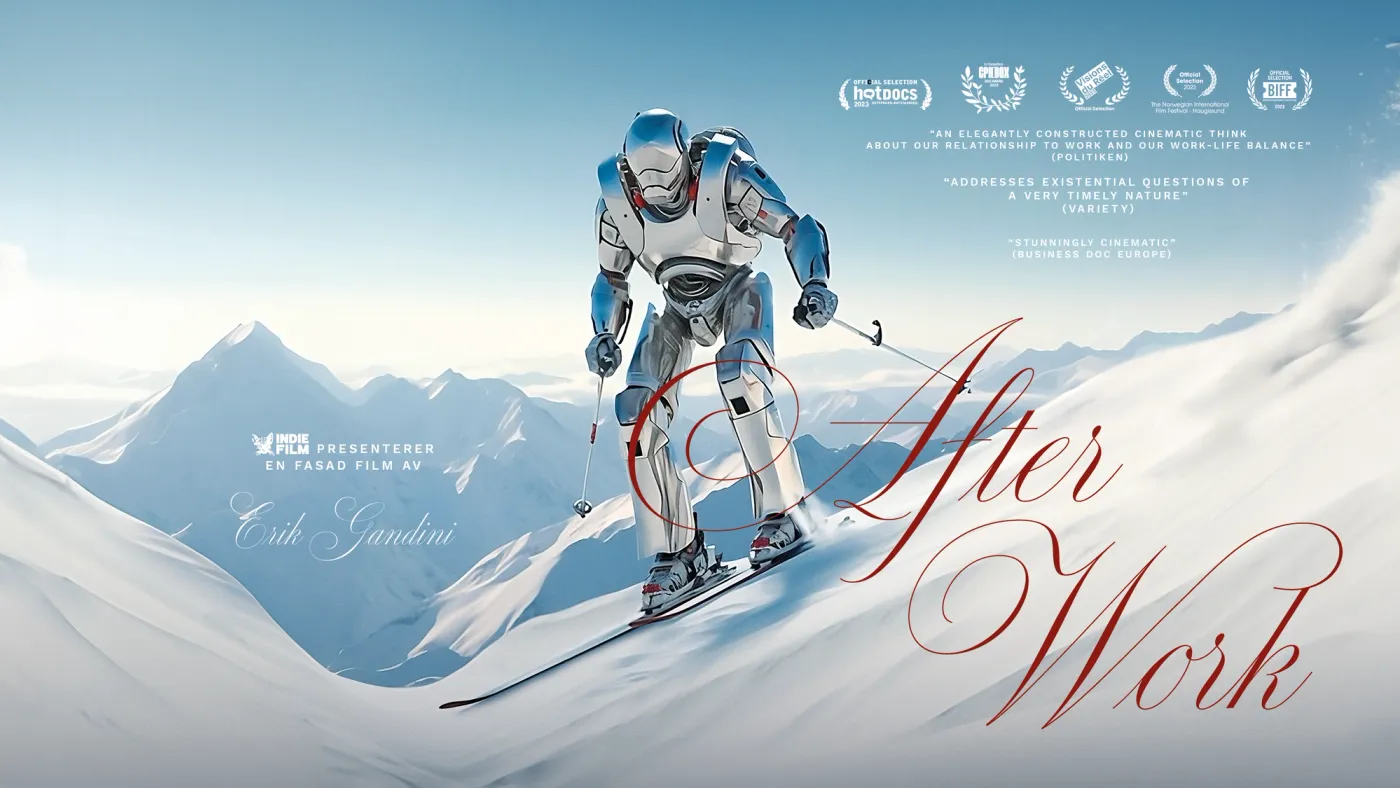 OFFICIAL SELECTION
hotDOCS
2023
CPH:DOX
Visions
du Réel
Official Selection
Official
Selection
2023
The Norwegian International
Film Festival - Haugesund
OFFICIAL
SELECTION
BIFF
2023
"AN ELEGANTLY CONSTRUCTED CINEMATIC THINK
ABOUT OUR RELATIONSHIP TO WORK AND OUR WORK-LIFE BALANCE"
(POLITIKEN)
"ADDRESSES EXISTENTIAL QUESTIONS OF
A VERY TIMELY NATURE"
(VARIETY)
"STUNNINGLY CINEMATIC"
(BUSINESS DOC EUROPE)
INDIE
FILM PRESENTERER
EN FASAD FILM AV
Erik Gandini
After
Work